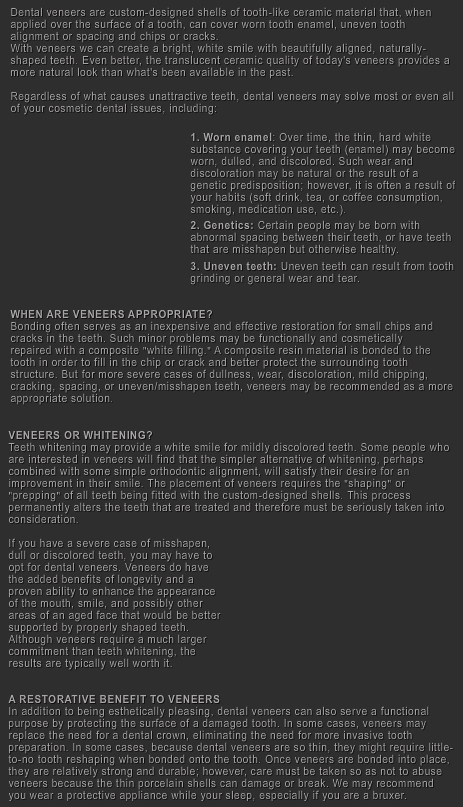 Dental veneers are custom-designed shells of tooth-like ceramic material that, when
applied over the surface of a tooth, can cover worn tooth enamel, uneven tooth
alignment or spacing and chips or cracks.
With veneers we can create a bright, white smile with beautifully aligned, naturally-
shaped teeth. Even better, the translucent ceramic quality of today's veneers provides a
more natural look than what's been available in the past.
Regardless of what causes unattractive teeth, dental veneers may solve most or even all
of your cosmetic dental issues, including:
1. Worn enamel: Over time, the thin, hard white
substance covering your teeth (enamel) may become
worn, dulled, and discolored. Such wear and
discoloration may be natural or the result of a
genetic predisposition; however, it is often a result of
your habits (soft drink, tea, or coffee consumption,
smoking, medication use, etc.).
2. Genetics: Certain people may be born with
abnormal spacing between their teeth, or have teeth
that are misshapen but otherwise healthy.
3. Uneven teeth: Uneven teeth can result from tooth
grinding or general wear and tear.
WHEN ARE VENEERS APPROPRIATE?
Bonding often serves as an inexpensive and effective restoration for small chips and
cracks in the teeth. Such minor problems may be functionally and cosmetically
repaired with a composite "white filling." A composite resin material is bonded to the
tooth in order to fill in the chip or crack and better protect the surrounding tooth
structure. But for more severe cases of dullness, wear, discoloration, mild chipping,
cracking, spacing, or uneven/misshapen teeth, veneers may be recommended as a more
appropriate solution.
VENEERS OR WHITENING?
Teeth whitening may provide a white smile for mildly discolored teeth. Some people who
are interested in veneers will find that the simpler alternative of whitening, perhaps
combined with some simple orthodontic alignment, will satisfy their desire for an
improvement in their smile. The placement of veneers requires the "shaping" or
"prepping" of all teeth being fitted with the custom-designed shells. This process
permanently alters the teeth that are treated and therefore must be seriously taken into
consideration.
If you have a severe case of misshapen,
dull or discolored teeth, you may have to
opt for dental veneers. Veneers do have
the added benefits of longevity and a
proven ability to enhance the appearance
of the mouth, smile, and possibly other
areas of an aged face that would be better
supported by properly shaped teeth.
Although veneers require a much larger
commitment than teeth whitening, the
results are typically well worth it.
A RESTORATIVE BENEFIT TO VENEERS
In addition to being esthetically pleasing, dental veneers can also serve a functional
purpose by protecting the surface of a damaged tooth. In some cases, veneers may
replace the need for a dental crown, eliminating the need for more invasive tooth
preparation. In some cases, because dental veneers are so thin, they might require little-
to-no tooth reshaping when bonded onto the tooth. Once veneers are bonded into place,
they are relatively strong and durable; however, care must be taken so as not to abuse
veneers because the thin porcelain shells can damage or break. We may recommend
you wear a protective appliance while your sleep, especially if you are a bruxer.